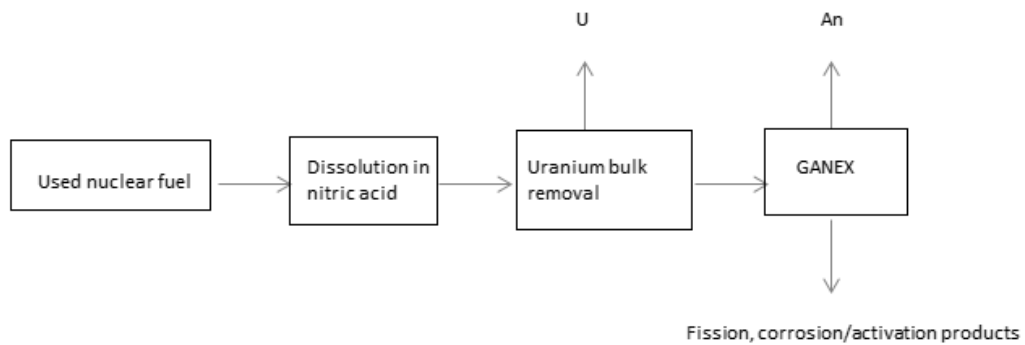 U
An
Used nuclear fuel
Dissolution in
nitric acid
Uranium bulk
removal
GANEX
Fission, corrosion/activation products